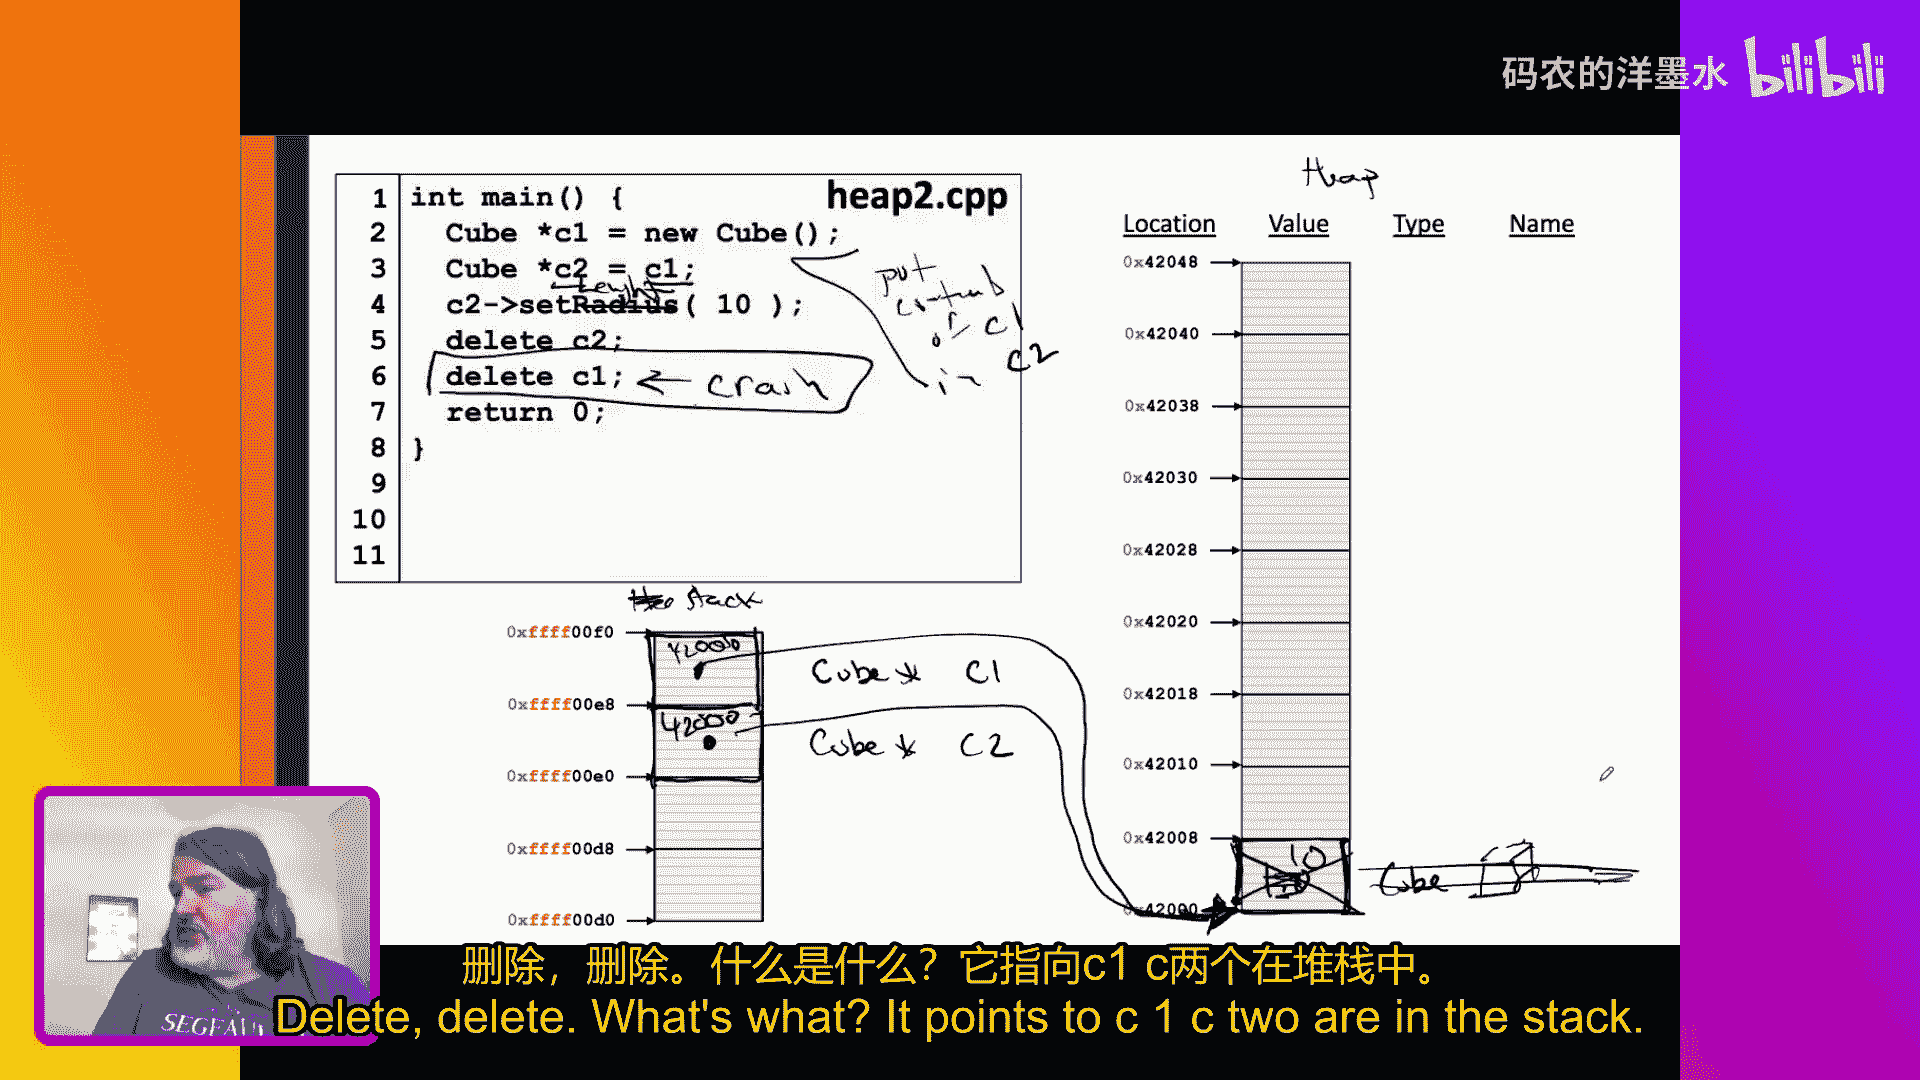 码农的洋墨水 bilibili
heap2.cpp
1 int main() {
2 Cube *c1 = new Cube();
3 Cube *c2 = c1;
lenght
4 c2->setRadius( 10 );
5 delete c2;
6 delete c1; ← crash
7 return 0;
8 }
9
10
11
put
of c1
in c2
Heap
Location Value Type Name
0x42048
0x42040
0x42038
0x42030
0x42028
0x42020
0x42018
0x42010
0x42008
10
Cube
0x42000
Stack
0xffff00f0
42000
Cube * C1
0xffff00e8
42000
Cube * C2
0xffff00e0
0xffff00d8
0xffff00d0
删除，删除。什么是什么？它指向c1 c两个在堆栈中。
Delete, delete. What's what? It points to c 1 c two are in the stack.